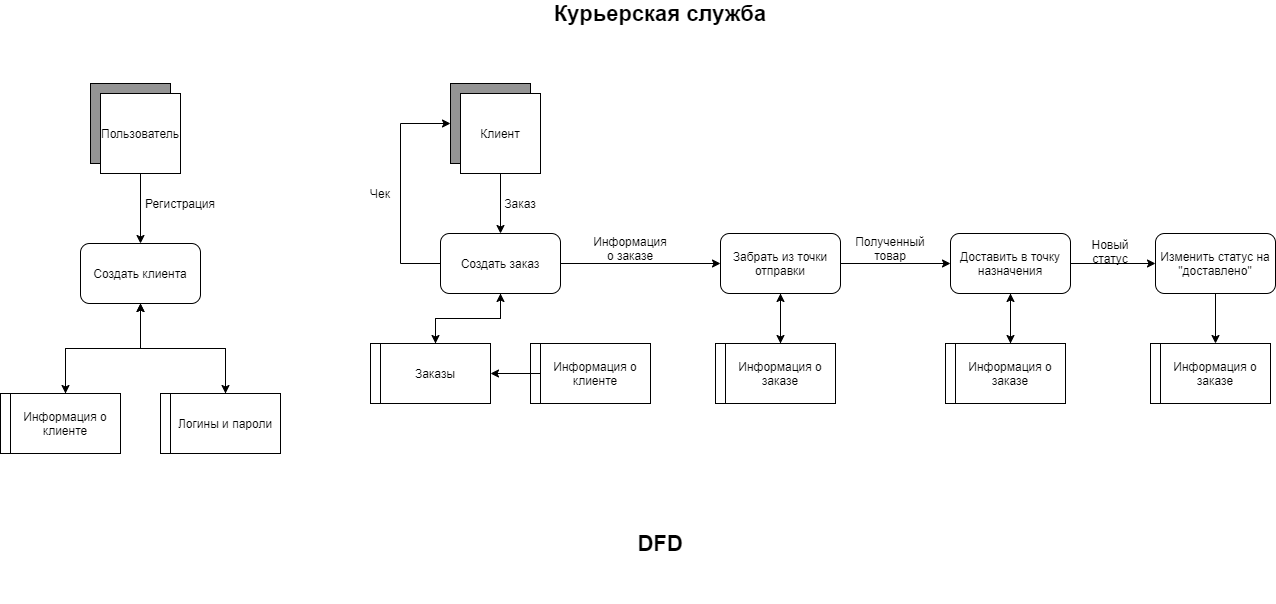 Курьерская служба
Пользователь
Клиент
Чек
Регистрация
Заказ
Создать клиента
Создать заказ
Информация
о заказе
Забрать из точки
отправки
Полученный
товар
Доставить в точку
назначения
Новый
статус
Изменить статус на
"доставлено"
Информация о
клиенте
Логины и пароли
Заказы
Информация о
клиенте
Информация о
заказе
Информация о
заказе
Информация о
заказе
DFD